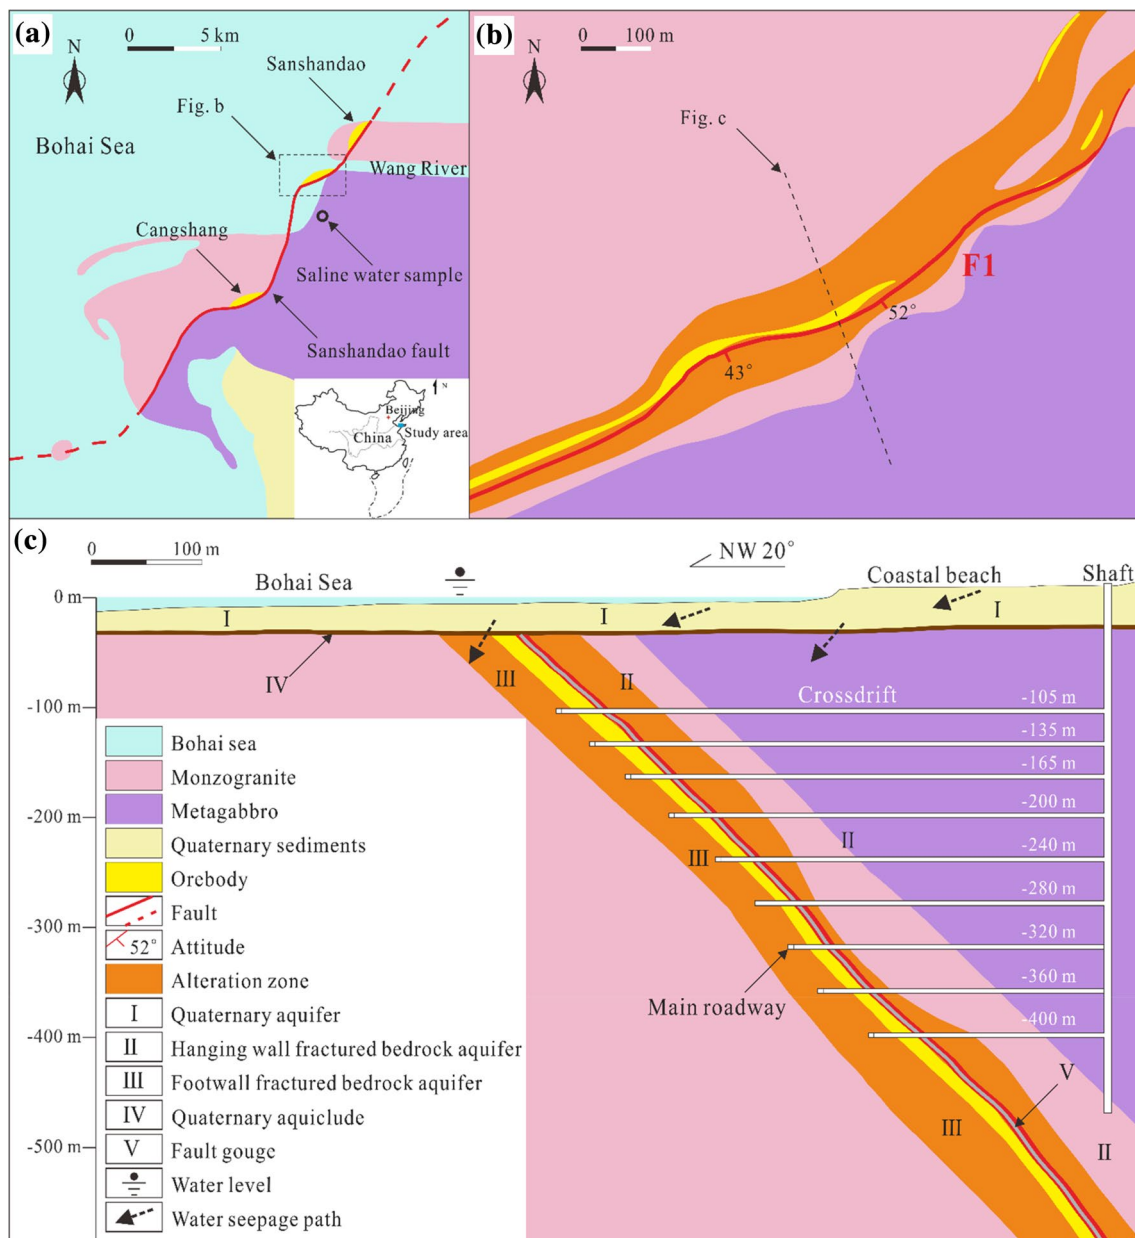 (a)
N
0 5 km
Sanshandao
Fig. b
Bohai Sea
Wang River
Cangshang
Saline water sample
Sanshandao fault
N
Beijing
China
Study area
(b)
N
0 100 m
Fig. c
F1
52°
43°
(c)
0 100 m
NW 20°
Bohai Sea
Coastal beach
Shaft
0 m
I
I
I
IV
III
II
Crossdrift
-105 m
-100 m
-135 m
-165 m
-200 m
-200 m
III
II
-240 m
-280 m
-300 m
-320 m
Main roadway
-360 m
-400 m
-400 m
V
III
II
-500 m
Bohai sea
Monzogranite
Metagabbro
Quaternary sediments
Orebody
Fault
52° Attitude
Alteration zone
I Quaternary aquifer
II Hanging wall fractured bedrock aquifer
III Footwall fractured bedrock aquifer
IV Quaternary aquiclude
V Fault gouge
Water level
Water seepage path